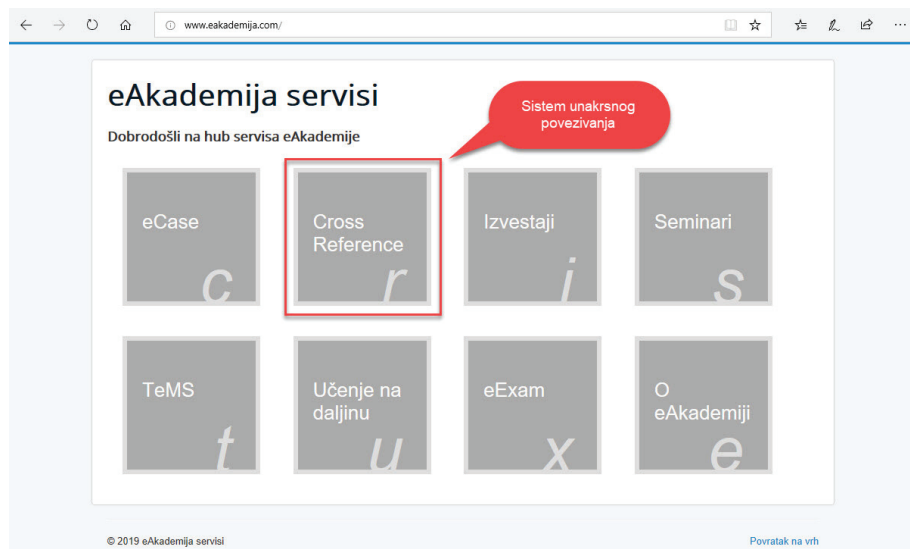 www.eakademija.com/
eAkademija servisi
Sistem unakrsnog
povezivanja
Dobrodošli na hub servisa eAkademije
eCase
c
Cross
Reference
r
Izvestaji
i
Seminari
s
TeMS
t
Učenje na
daljinu
u
eExam
x
O
eAkademiji
e
© 2019 eAkademija servisi
Povratak na vrh